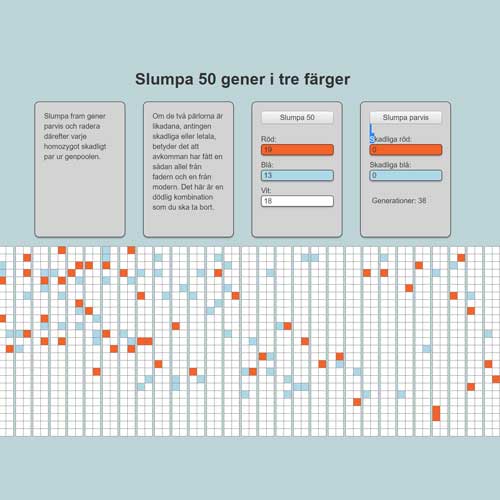 Slumpa 50 gener i tre färger
Slumpa fram gener
parvis och radera
därefter varje
homozygot skadligt
par ur genpoolen.
Om de två pärlorna är
likadana, antingen
skadliga eller letala,
betyder det att
avkomman har fått en
sådan allel från
fadern och en från
modern. Det här är en
dödlig kombination
som du ska ta bort.
Slumpa 50
Röd:
19
Blå:
13
Vit:
18
Slumpa parvis
Skadliga röd:
0
Skadliga blå:
0
Generationer: 38